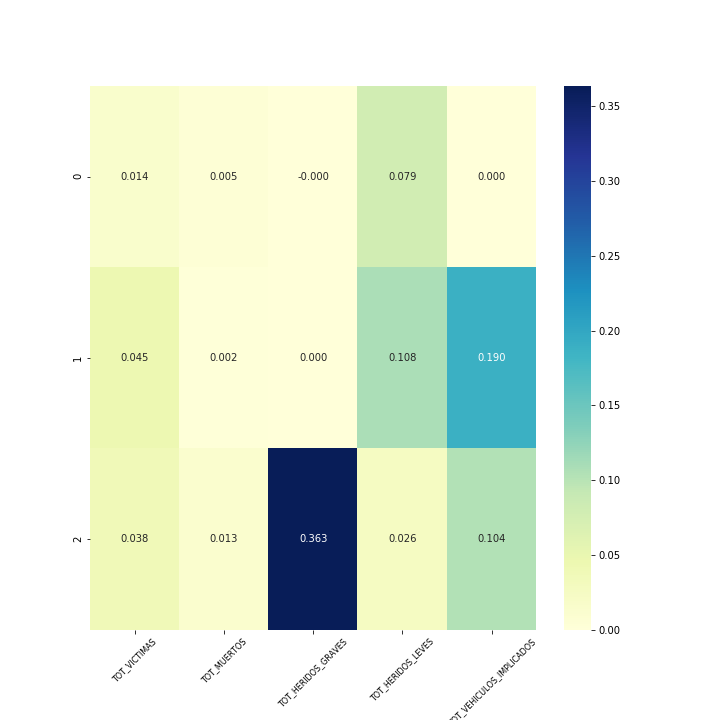 0.014 0.005 -0.000 0.079 0.000
0.045 0.002 0.000 0.108 0.190
0.038 0.013 0.363 0.026 0.104
0
1
2
TOT_VICTIMAS
TOT_MUERTOS
TOT_HERIDOS_GRAVES
TOT_HERIDOS_LEVES
OT_VEHICULOS_IMPLICADOS
0.35
0.30
0.25
0.20
0.15
0.10
0.05
0.00